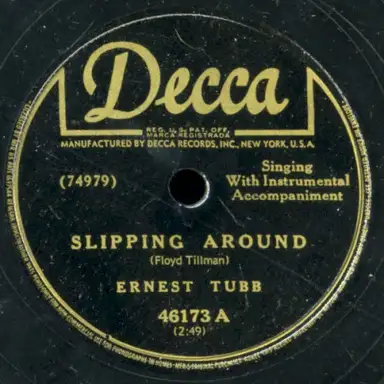 Decca
REG. U.S. PAT. OFF.
MARCA REGISTRADA
MANUFACTURED BY DECCA RECORDS, INC., NEW YORK, U.S.A.
(74979)
Singing
With Instrumental
Accompaniment
SLIPPING AROUND
(Floyd Tillman)
ERNEST TUBB
46173 A
(2:49)